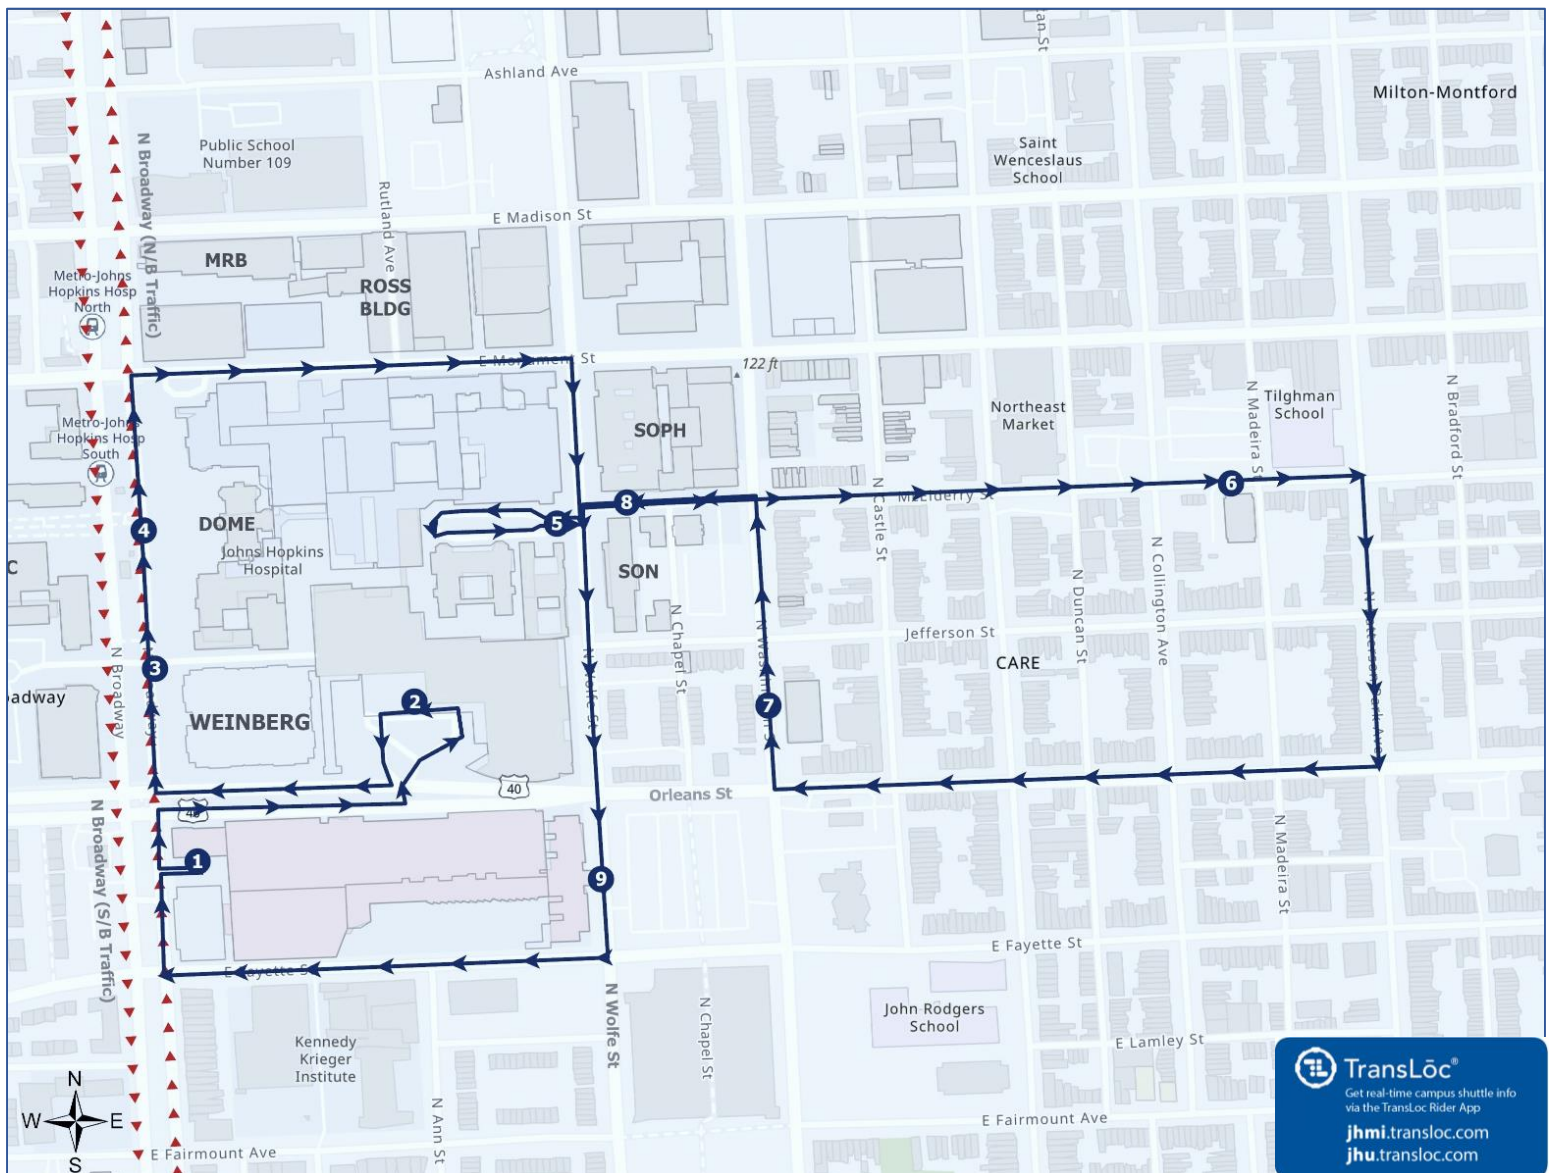 Ashland Ave
Milton-Montford
N Broadway (N/B Traffic)
Public School
Number 109
Saint
Wenceslaus
School
Rutland Ave
E Madison St
MRB
Metro-Johns
Hopkins Hosp
North
ROSS
BLDG
E Monument St
122 ft
N Madeira St
Tilghman
School
N Bradford St
Metro-Johns
Hopkins Hosp
South
SOPH
Northeast
Market
N Castle St
McElderry St
6
8
5
4
DOME
Johns Hopkins
Hospital
C
SON
N Duncan St
N Collington Ave
N Chapel St
Jefferson St
CARE
3
N Broadway
oadway
2
WEINBERG
N Wolfe St
7
40
Orleans St
N Broadway (S/B Traffic)
1
9
N Madeira St
E Fayette St
E Fayette St
N Wolfe St
N Chapel St
John Rodgers
School
Kennedy
Krieger
Institute
E Lamley St
N
W E
S
N Ann St
E Fairmount Ave
E Fairmount Ave
TransLōc®
Get real-time campus shuttle info
via the TransLoc Rider App
jhmi.transloc.com
jhu.transloc.com